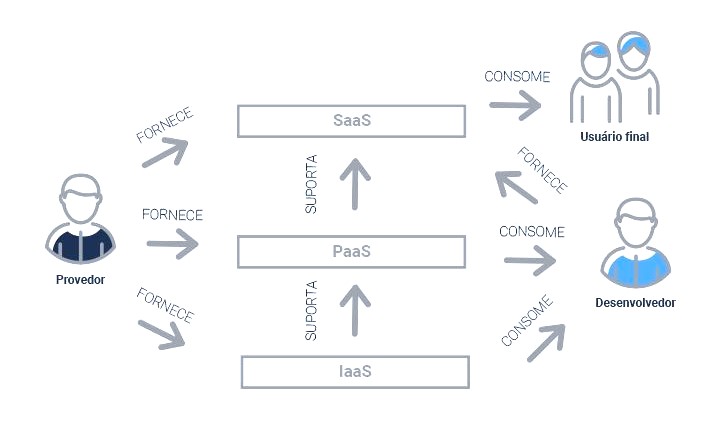 CONSOME
FORNECE
SaaS
Usuário final
SUPORTA
FORNECE
FORNECE
CONSOME
PaaS
Provedor
Desenvolvedor
FORNECE
SUPORTA
CONSOME
IaaS